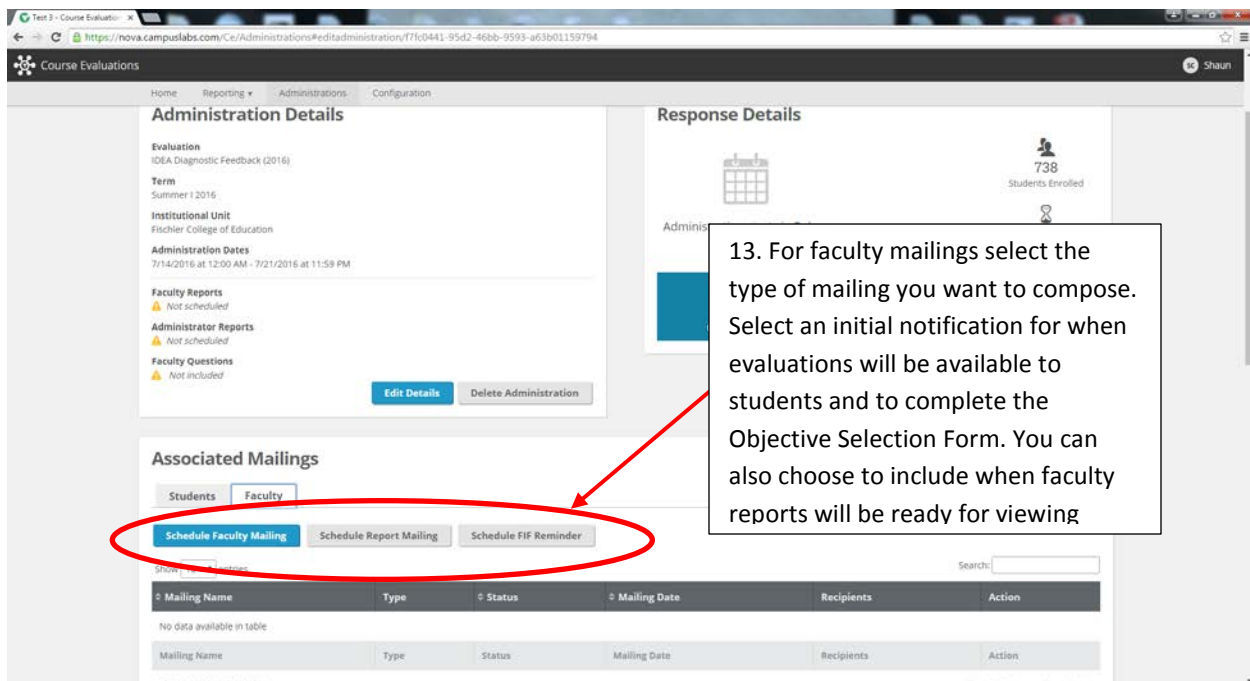 Test 3 - Course Evaluatio
https://nova.campuslabs.com/Ce/Administrations#editadministration/f7fc0441-95d2-46bb-9593-a63b01159794
Course Evaluations
SC Shaun
Home Reporting Administrations Configuration
Administration Details
Evaluation
IDEA Diagnostic Feedback (2016)
Term
Summer I 2016
Institutional Unit
Fischler College of Education
Administration Dates
7/14/2016 at 12:00 AM - 7/21/2016 at 11:59 PM
Faculty Reports
Not scheduled
Administrator Reports
Not scheduled
Faculty Questions
Not included
Edit Details Delete Administration
Response Details
738
Students Enrolled
13. For faculty mailings select the
type of mailing you want to compose.
Select an initial notification for when
evaluations will be available to
students and to complete the
Objective Selection Form. You can
also choose to include when faculty
reports will be ready for viewing
Associated Mailings
Students Faculty
Schedule Faculty Mailing Schedule Report Mailing Schedule FIF Reminder
Show entries
Search:
Mailing Name Type Status Mailing Date Recipients Action
No data available in table
Mailing Name Type Status Mailing Date Recipients Action